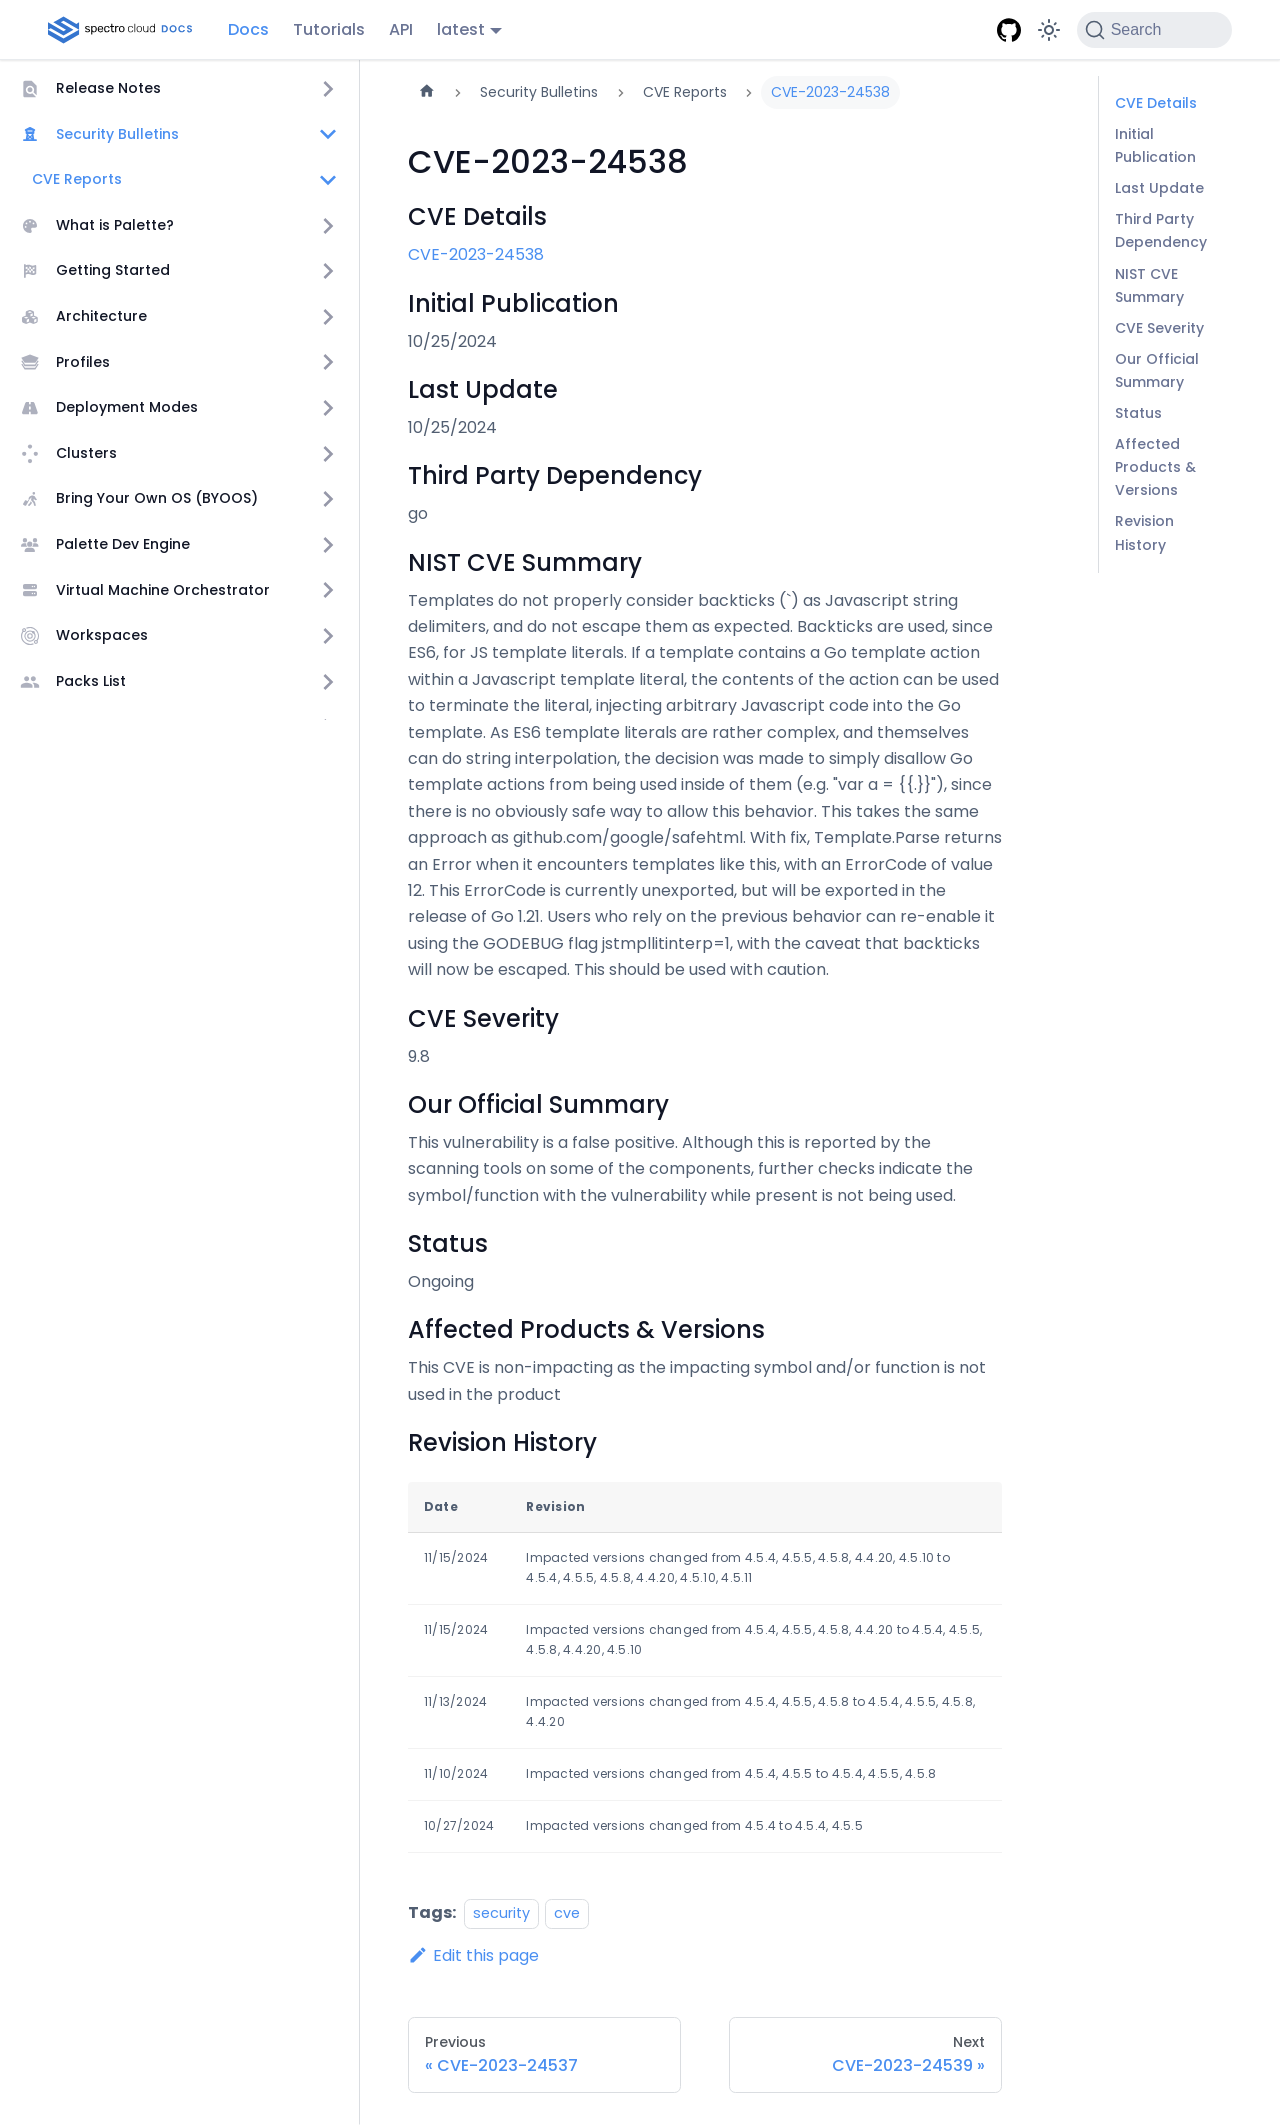 spectro cloud DOCS
Docs
Tutorials
API
latest
Search
Release Notes
Security Bulletins
CVE Reports
What is Palette?
Getting Started
Architecture
Profiles
Deployment Modes
Clusters
Bring Your Own OS (BYOOS)
Palette Dev Engine
Virtual Machine Orchestrator
Workspaces
Packs List
Security Bulletins
CVE Reports
CVE-2023-24538
CVE-2023-24538
CVE Details
CVE-2023-24538
Initial Publication
10/25/2024
Last Update
10/25/2024
Third Party Dependency
go
NIST CVE Summary
Templates do not properly consider backticks (`) as Javascript string
delimiters, and do not escape them as expected. Backticks are used, since
ES6, for JS template literals. If a template contains a Go template action
within a Javascript template literal, the contents of the action can be used
to terminate the literal, injecting arbitrary Javascript code into the Go
template. As ES6 template literals are rather complex, and themselves
can do string interpolation, the decision was made to simply disallow Go
template actions from being used inside of them (e.g. "var a = {{.}}"), since
there is no obviously safe way to allow this behavior. This takes the same
approach as github.com/google/safehtml. With fix, Template.Parse returns
an Error when it encounters templates like this, with an ErrorCode of value
12. This ErrorCode is currently unexported, but will be exported in the
release of Go 1.21. Users who rely on the previous behavior can re-enable it
using the GODEBUG flag jstmpllitinterp=1, with the caveat that backticks
will now be escaped. This should be used with caution.
CVE Severity
9.8
Our Official Summary
This vulnerability is a false positive. Although this is reported by the
scanning tools on some of the components, further checks indicate the
symbol/function with the vulnerability while present is not being used.
Status
Ongoing
Affected Products & Versions
This CVE is non-impacting as the impacting symbol and/or function is not
used in the product
Revision History
Date Revision
11/15/2024 Impacted versions changed from 4.5.4, 4.5.5, 4.5.8, 4.4.20, 4.5.10 to
4.5.4, 4.5.5, 4.5.8, 4.4.20, 4.5.10, 4.5.11
11/15/2024 Impacted versions changed from 4.5.4, 4.5.5, 4.5.8, 4.4.20 to 4.5.4, 4.5.5,
4.5.8, 4.4.20, 4.5.10
11/13/2024 Impacted versions changed from 4.5.4, 4.5.5, 4.5.8 to 4.5.4, 4.5.5, 4.5.8,
4.4.20
11/10/2024 Impacted versions changed from 4.5.4, 4.5.5 to 4.5.4, 4.5.5, 4.5.8
10/27/2024 Impacted versions changed from 4.5.4 to 4.5.4, 4.5.5
Tags: security cve
Edit this page
Previous
« CVE-2023-24537
Next
CVE-2023-24539 »
CVE Details
Initial
Publication
Last Update
Third Party
Dependency
NIST CVE
Summary
CVE Severity
Our Official
Summary
Status
Affected
Products &
Versions
Revision
History